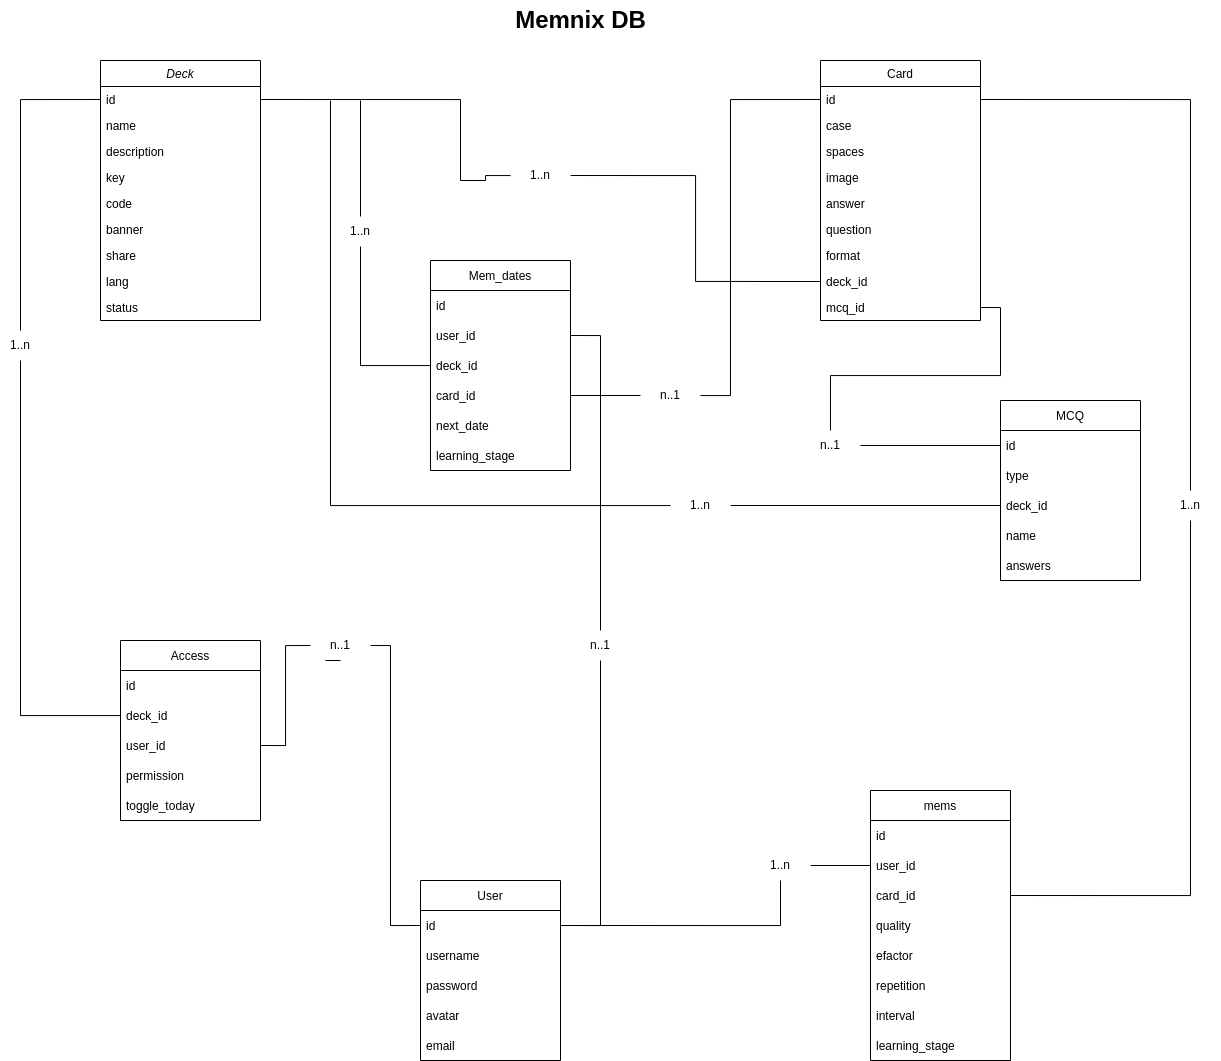 Memnix DB
Deck
id
name
description
key
code
banner
share
lang
status
Card
id
case
spaces
image
answer
question
format
deck_id
mcq_id
1..n
1..n
Mem_dates
id
user_id
deck_id
card_id
next_date
learning_stage
1..n
n..1
MCQ
id
type
deck_id
name
answers
n..1
1..n
1..n
Access
id
deck_id
user_id
permission
toggle_today
n..1
n..1
User
id
username
password
avatar
email
1..n
mems
id
user_id
card_id
quality
efactor
repetition
interval
learning_stage